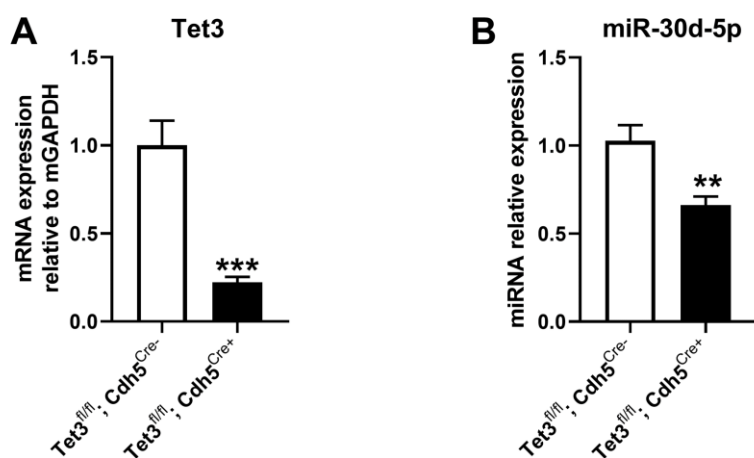 A
Tet3
mRNA expression
relative to mGAPDH
1.5
1.0
0.5
0.0
***
Tet3fl/fl; Cdh5Cre-
Tet3fl/fl; Cdh5Cre+
B
miR-30d-5p
miRNA relative expression
1.5
1.0
0.5
0.0
**
Tet3fl/fl; Cdh5Cre-
Tet3fl/fl; Cdh5Cre+